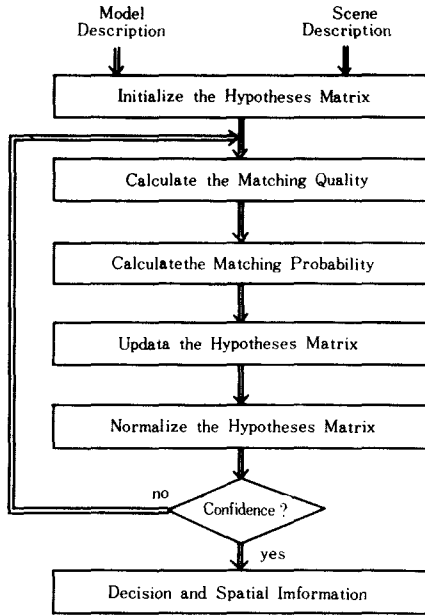 Model
Description
Scene
Description
Initialize the Hypotheses Matrix
Calculate the Matching Quality
Calculatethe Matching Probability
Updata the Hypotheses Matrix
Normalize the Hypotheses Matrix
no
Confidence ?
yes
Decision and Spatial Imformation